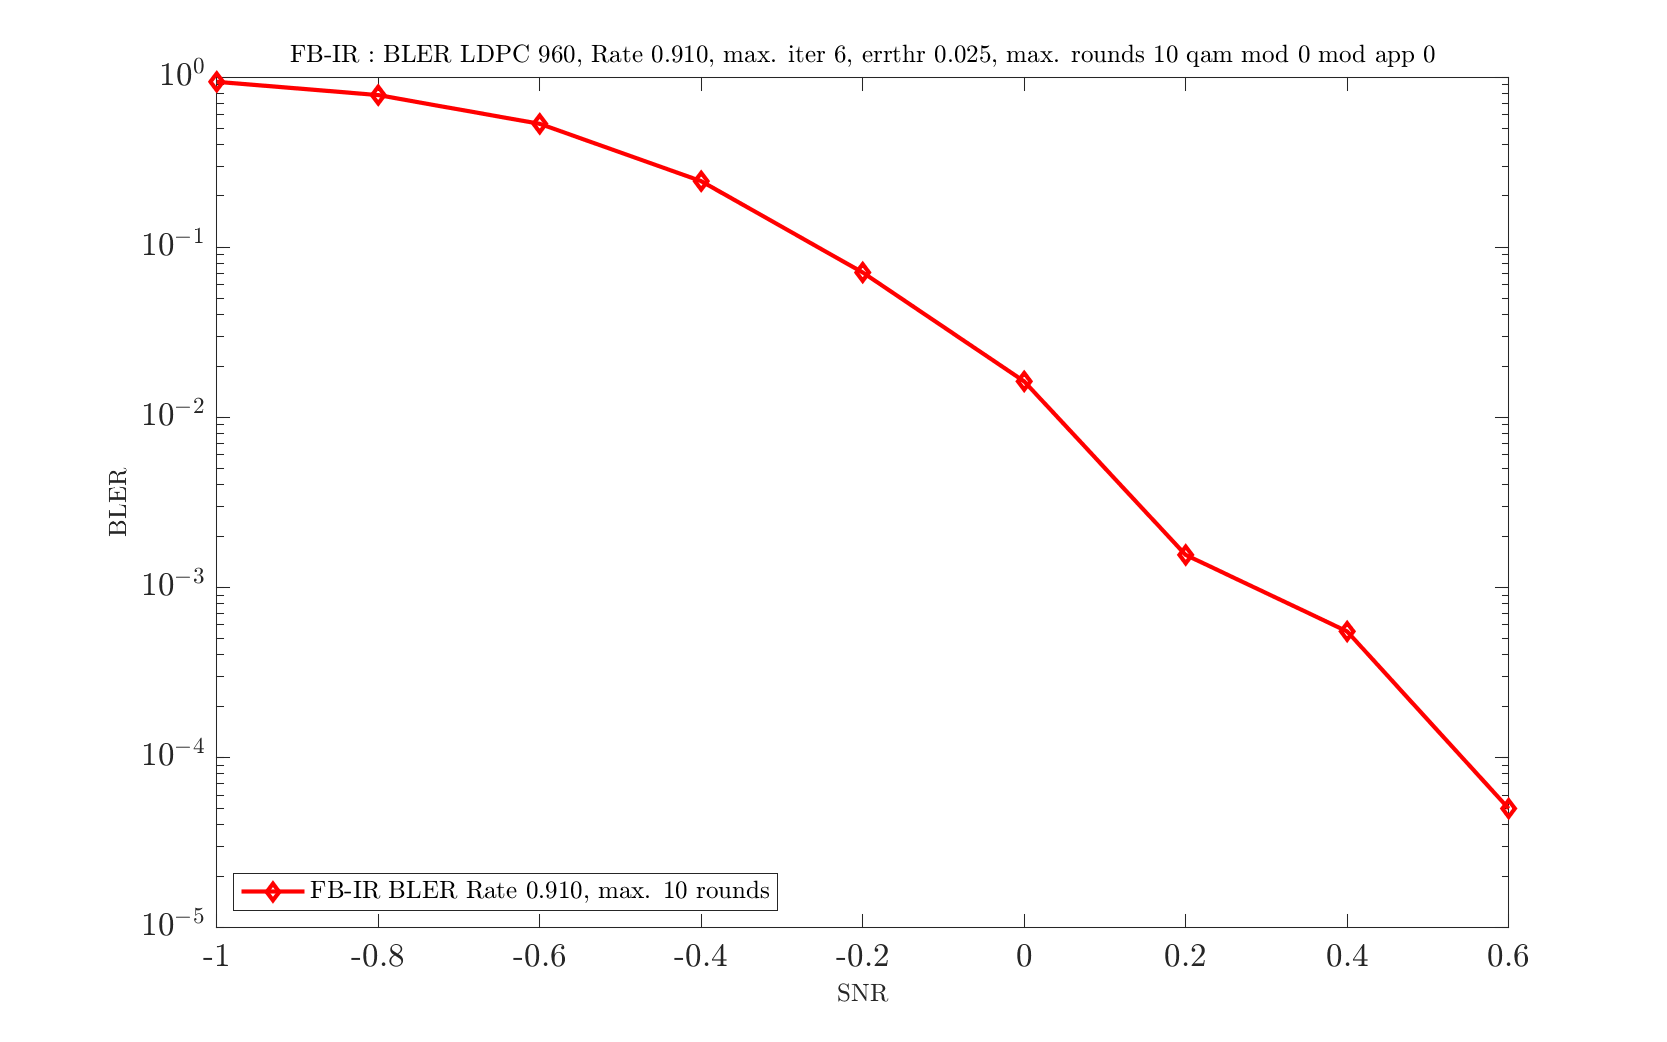 FB-IR : BLER LDPC 960, Rate 0.910, max. iter 6, errthr 0.025, max. rounds 10 qam mod 0 mod app 0
10^0
10^{-1}
10^{-2}
10^{-3}
10^{-4}
10^{-5}
BLER
FB-IR BLER Rate 0.910, max. 10 rounds
-1 -0.8 -0.6 -0.4 -0.2 0 0.2 0.4 0.6
SNR